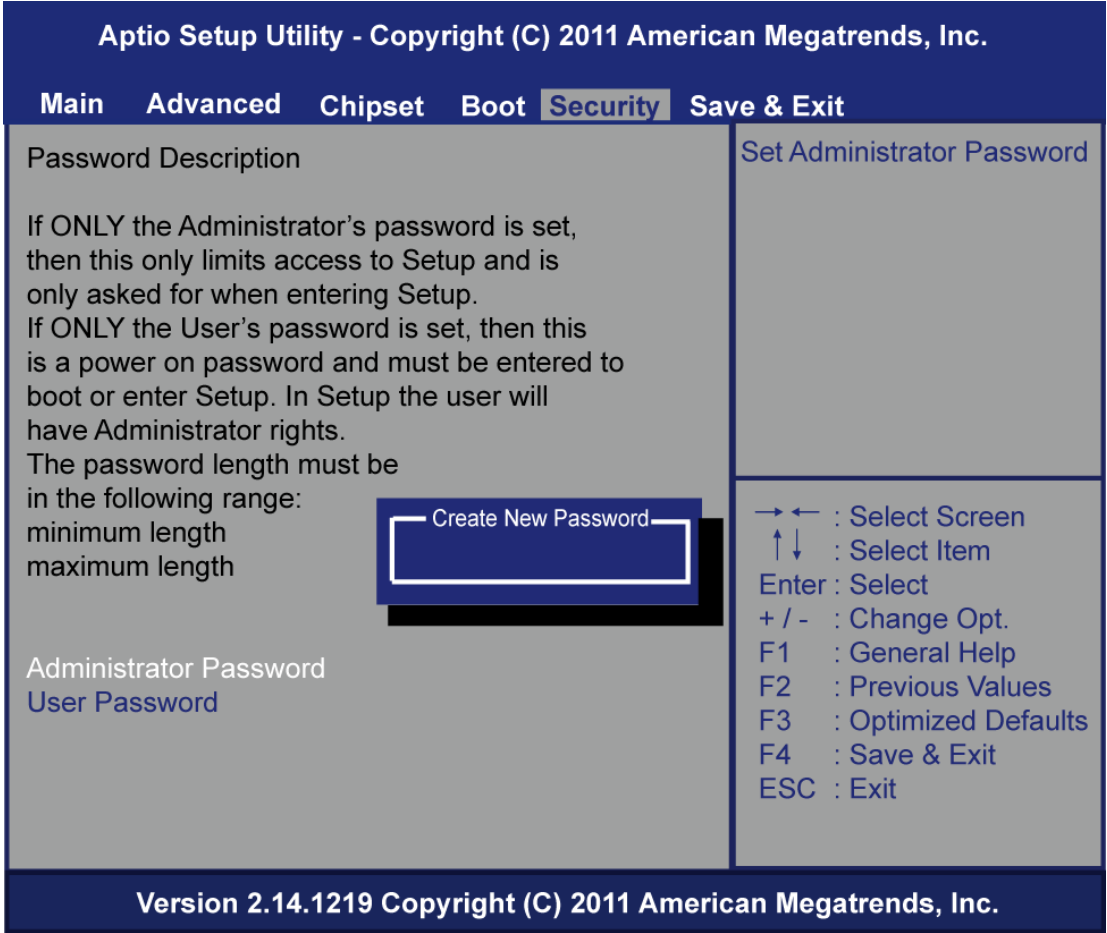 Aptio Setup Utility - Copyright (C) 2011 American Megatrends, Inc.
Main Advanced Chipset Boot Security Save & Exit
Password Description
If ONLY the Administrator's password is set,
then this only limits access to Setup and is
only asked for when entering Setup.
If ONLY the User's password is set, then this
is a power on password and must be entered to
boot or enter Setup. In Setup the user will
have Administrator rights.
The password length must be
in the following range:
minimum length
maximum length
Create New Password
Administrator Password
User Password
Set Administrator Password
→ ← : Select Screen
↑↓ : Select Item
Enter : Select
+ / - : Change Opt.
F1 : General Help
F2 : Previous Values
F3 : Optimized Defaults
F4 : Save & Exit
ESC : Exit
Version 2.14.1219 Copyright (C) 2011 American Megatrends, Inc.